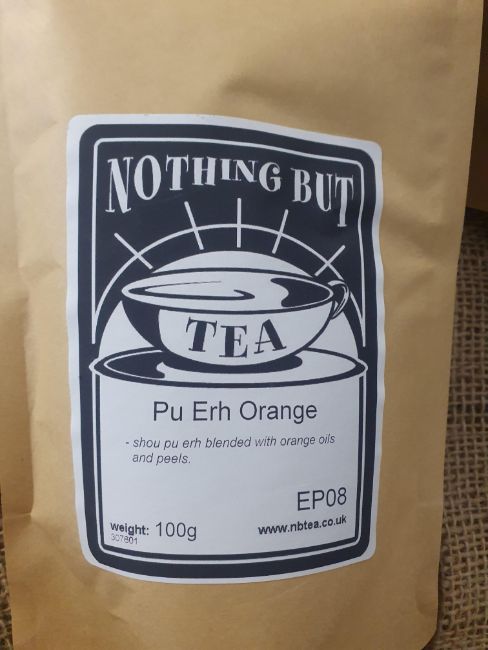 NOTHING BUT
TEA
Pu Erh Orange
- shou pu erh blended with orange oils
and peels.
EP08
weight: 100g
www.nbtea.co.uk
307601